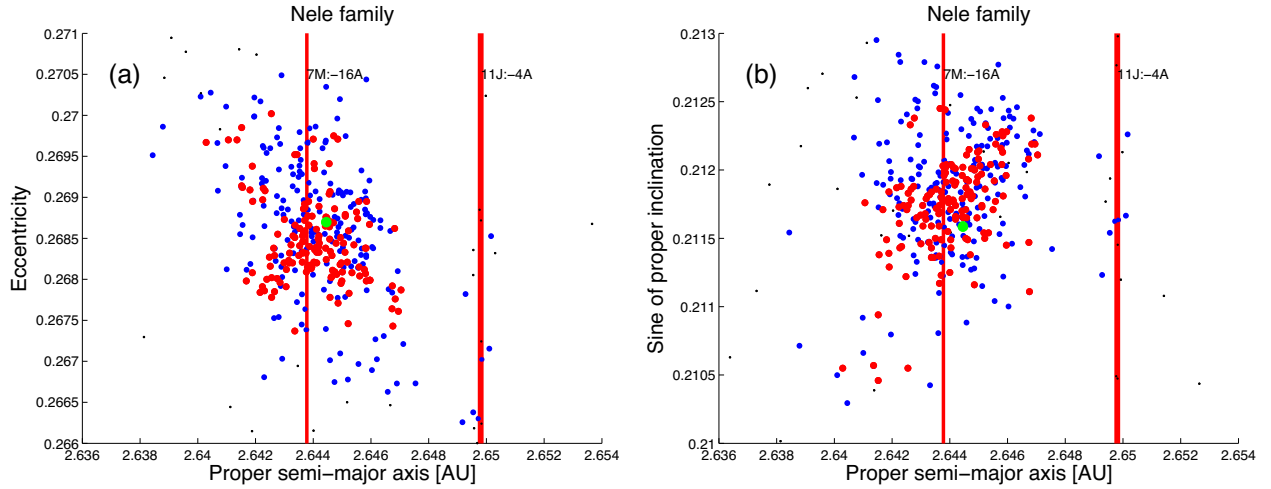 Nele family
(a)
7M:-16A
11J:-4A
0.271
0.2705
0.27
0.2695
0.269
0.2685
0.268
0.2675
0.267
0.2665
0.266
Eccentricity
2.636 2.638 2.64 2.642 2.644 2.646 2.648 2.65 2.652 2.654
Proper semi-major axis [AU]
Nele family
(b)
7M:-16A
11J:-4A
0.213
0.2125
0.212
0.2115
0.211
0.2105
0.21
Sine of proper inclination
2.636 2.638 2.64 2.642 2.644 2.646 2.648 2.65 2.652 2.654
Proper semi-major axis [AU]